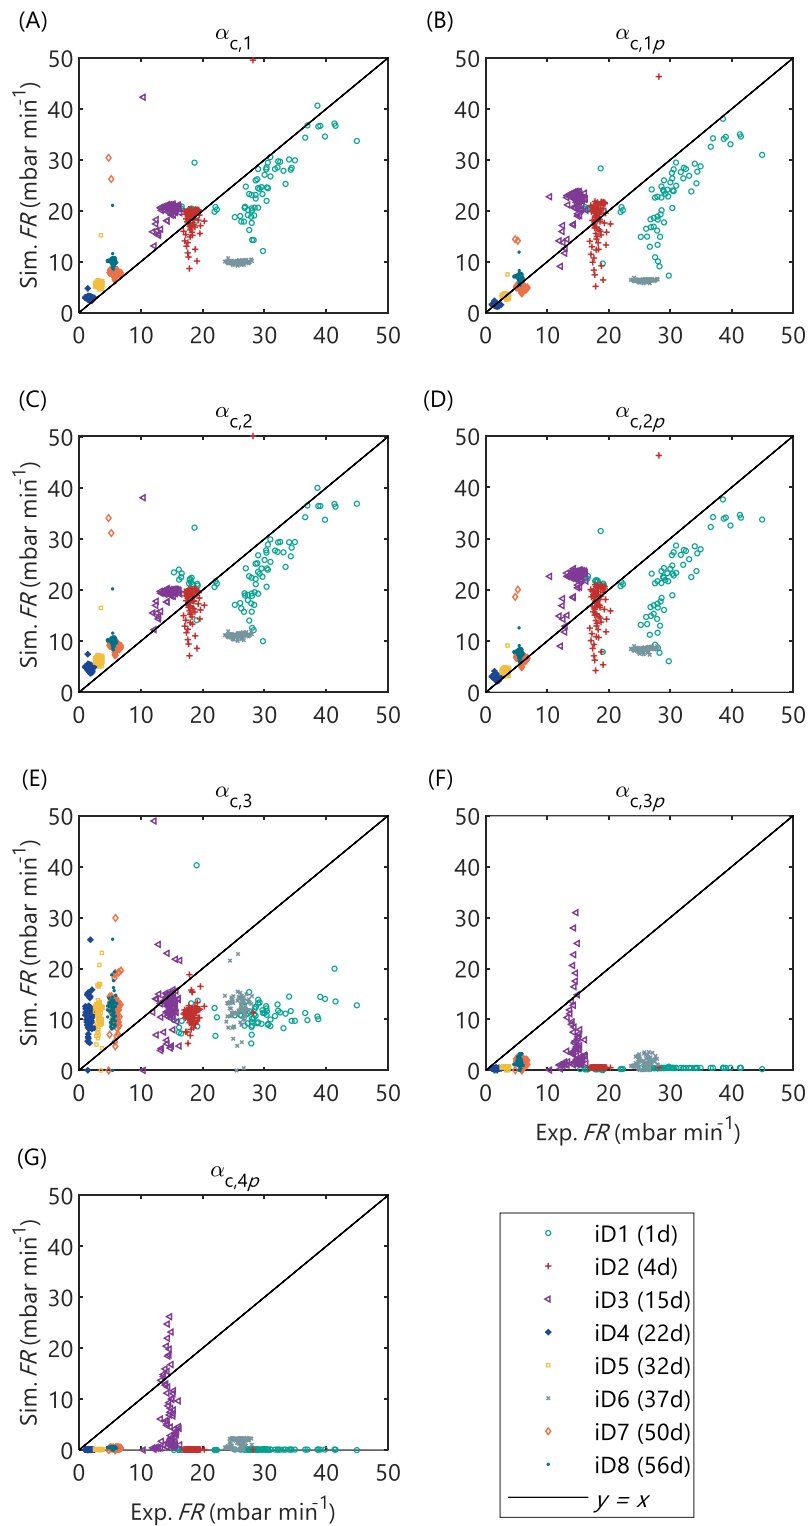 (A)
α c,1
50
40
30
20
10
0
0 10 20 30 40 50
Sim. FR (mbar min-1)
(B)
α c,1p
50
40
30
20
10
0
0 10 20 30 40 50
(C)
α c,2
50
40
30
20
10
0
0 10 20 30 40 50
Sim. FR (mbar min-1)
(D)
α c,2p
50
40
30
20
10
0
0 10 20 30 40 50
(E)
α c,3
50
40
30
20
10
0
0 10 20 30 40 50
Sim. FR (mbar min-1)
(F)
α c,3p
50
40
30
20
10
0
0 10 20 30 40 50
Exp. FR (mbar min-1)
(G)
α c,4p
50
40
30
20
10
0
0 10 20 30 40 50
Sim. FR (mbar min-1)
Exp. FR (mbar min-1)
iD1 (1d)
iD2 (4d)
iD3 (15d)
iD4 (22d)
iD5 (32d)
iD6 (37d)
iD7 (50d)
iD8 (56d)
y = x